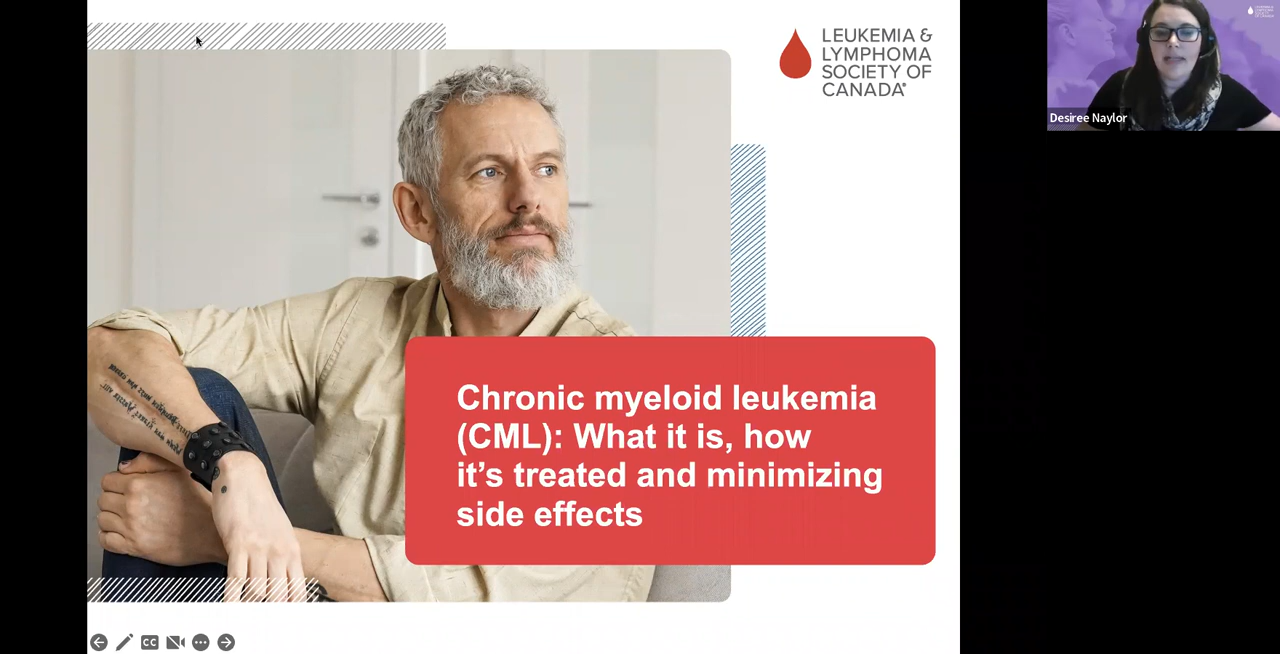 LEUKEMIA &
LYMPHOMA
SOCIETY OF
CANADA®
Desiree Naylor
Chronic myeloid leukemia
(CML): What it is, how
it’s treated and minimizing
side effects
CC